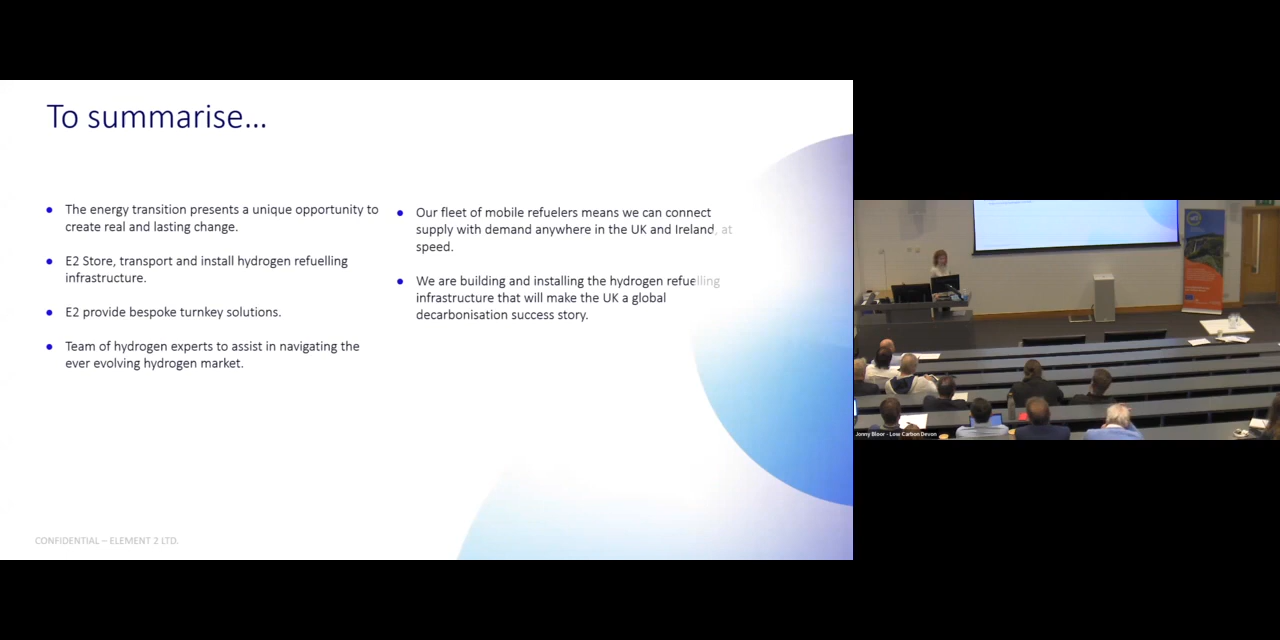 To summarise...
The energy transition presents a unique opportunity to
create real and lasting change.
E2 Store, transport and install hydrogen refuelling
infrastructure.
E2 provide bespoke turnkey solutions.
Team of hydrogen experts to assist in navigating the
ever evolving hydrogen market.
Our fleet of mobile refuelers means we can connect
supply with demand anywhere in the UK and Ireland, at
speed.
We are building and installing the hydrogen refuelling
infrastructure that will make the UK a global
decarbonisation success story.
CONFIDENTIAL – ELEMENT 2 LTD.
Jonny Bloor - Low Carbon Devon